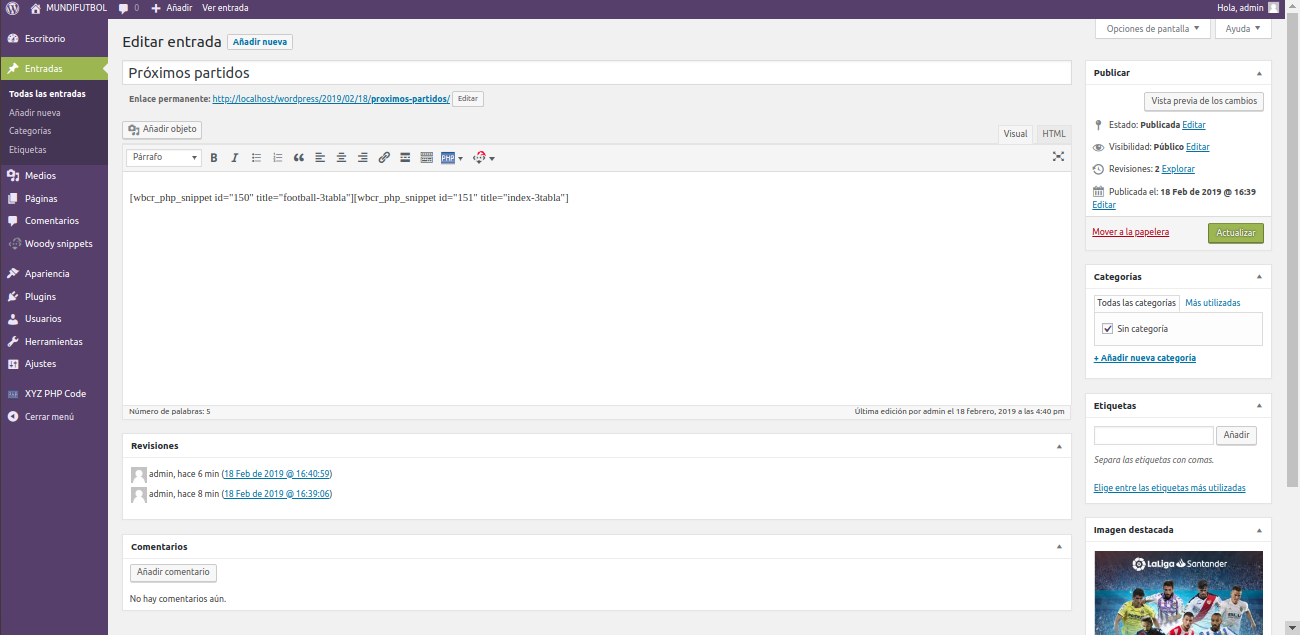 MUNDIFUTBOL 0 Añadir Ver entrada Hola, admin
Escritorio
Entradas
Todas las entradas
Añadir nueva
Categorías
Etiquetas
Medios
Páginas
Comentarios
Woody snippets
Apariencia
Plugins
Usuarios
Herramientas
Ajustes
XYZ PHP Code
Cerrar menú
Opciones de pantalla Ayuda
Editar entrada Añadir nueva
Próximos partidos
Enlace permanente: http://localhost/wordpress/2019/02/18/proximos-partidos/ Editar
Añadir objeto
Visual HTML
Párrafo B I PHP
[wbcr_php_snippet id="150" title="football-3tabla"][wbcr_php_snippet id="151" title="index-3tabla"]
Número de palabras: 5 Última edición por admin el 18 febrero, 2019 a las 4:40 pm
Revisiones
admin, hace 6 min (18 Feb de 2019 @ 16:40:59)
admin, hace 8 min (18 Feb de 2019 @ 16:39:06)
Comentarios
Añadir comentario
No hay comentarios aún.
Publicar
Vista previa de los cambios
Estado: Publicada Editar
Visibilidad: Público Editar
Revisiones: 2 Explorar
Publicada el: 18 Feb de 2019 @ 16:39
Editar
Mover a la papelera Actualizar
Categorías
Todas las categorías Más utilizadas
Sin categoría
+ Añadir nueva categoría
Etiquetas
Añadir
Separa las etiquetas con comas.
Elige entre las etiquetas más utilizadas
Imagen destacada
LaLiga Santander